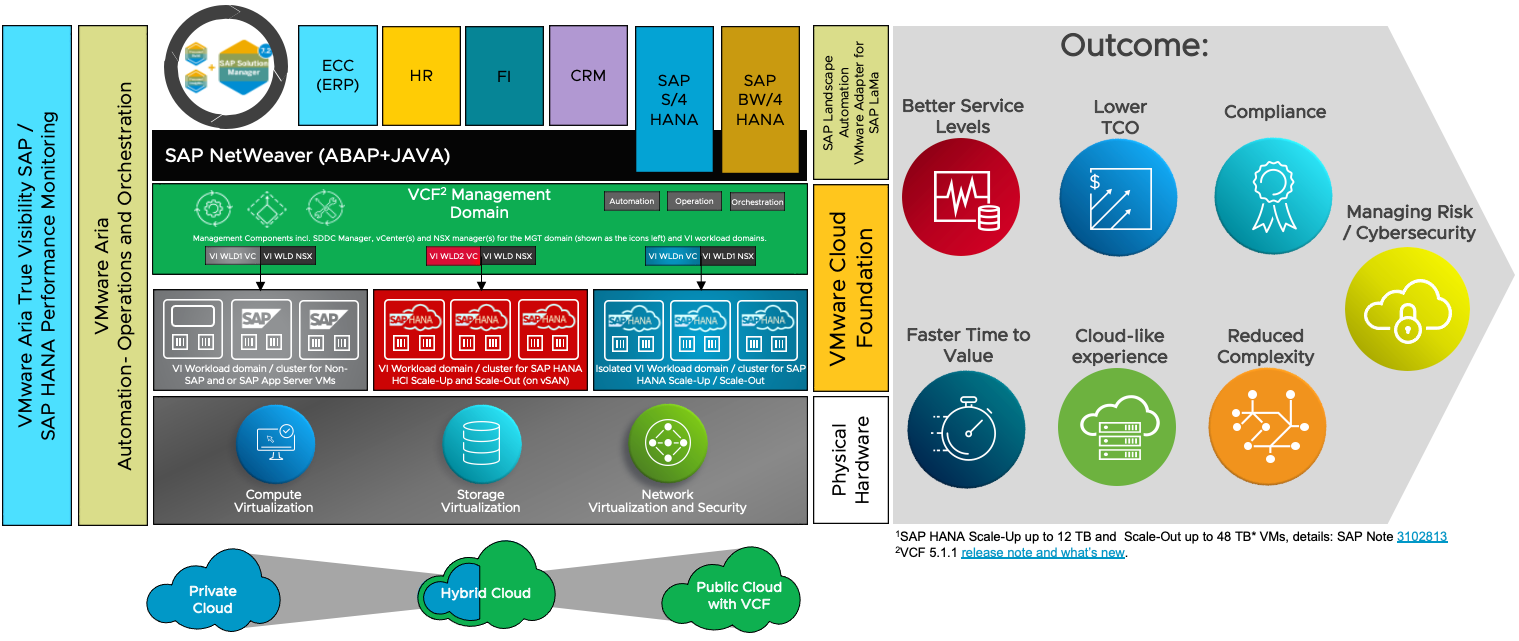 VMware Aria True Visibility SAP /
SAP HANA Performance Monitoring
VMware Aria
Automation - Operations and Orchestration
7.2
SAP Solution
Manager
+
ECC
(ERP)
HR
FI
CRM
SAP
S/4
HANA
SAP
BW/4
HANA
SAP NetWeaver (ABAP+JAVA)
SAP Landscape
Automation
VMware Adapter for
SAP LaMa
VCF² Management
Domain
Automation
Operation
Orchestration
Management Components incl. SDDC Manager, vCenter(s) and NSX manager(s) for the MGT domain (shown as the icons left) and VI workload domains.
VI WLD1 VC
VI WLD NSX
VI WLD2 VC
VI WLD NSX
VI WLDn VC
VI WLD1 NSX
SAP
SAP
SAP HANA
SAP HANA
SAP HANA
SAP HANA
SAP HANA
SAP HANA
VI Workload domain / cluster for Non-
SAP and or SAP App Server VMs
VI Workload domain / cluster for SAP HANA
HCI Scale-Up and Scale-Out (on vSAN)
Isolated VI Workload domain / cluster for SAP
HANA Scale-Up / Scale-Out
VMware Cloud
Foundation
Compute
Virtualization
Storage
Virtualization
Network
Virtualization and Security
Physical
Hardware
Private
Cloud
Hybrid Cloud
Public Cloud
with VCF
Outcome:
Better Service
Levels
Lower
TCO
$
Compliance
Managing Risk
/ Cybersecurity
Faster Time to
Value
Cloud-like
experience
Reduced
Complexity
¹SAP HANA Scale-Up up to 12 TB and Scale-Out up to 48 TB* VMs, details: SAP Note 3102813
²VCF 5.1.1 release note and what's new.